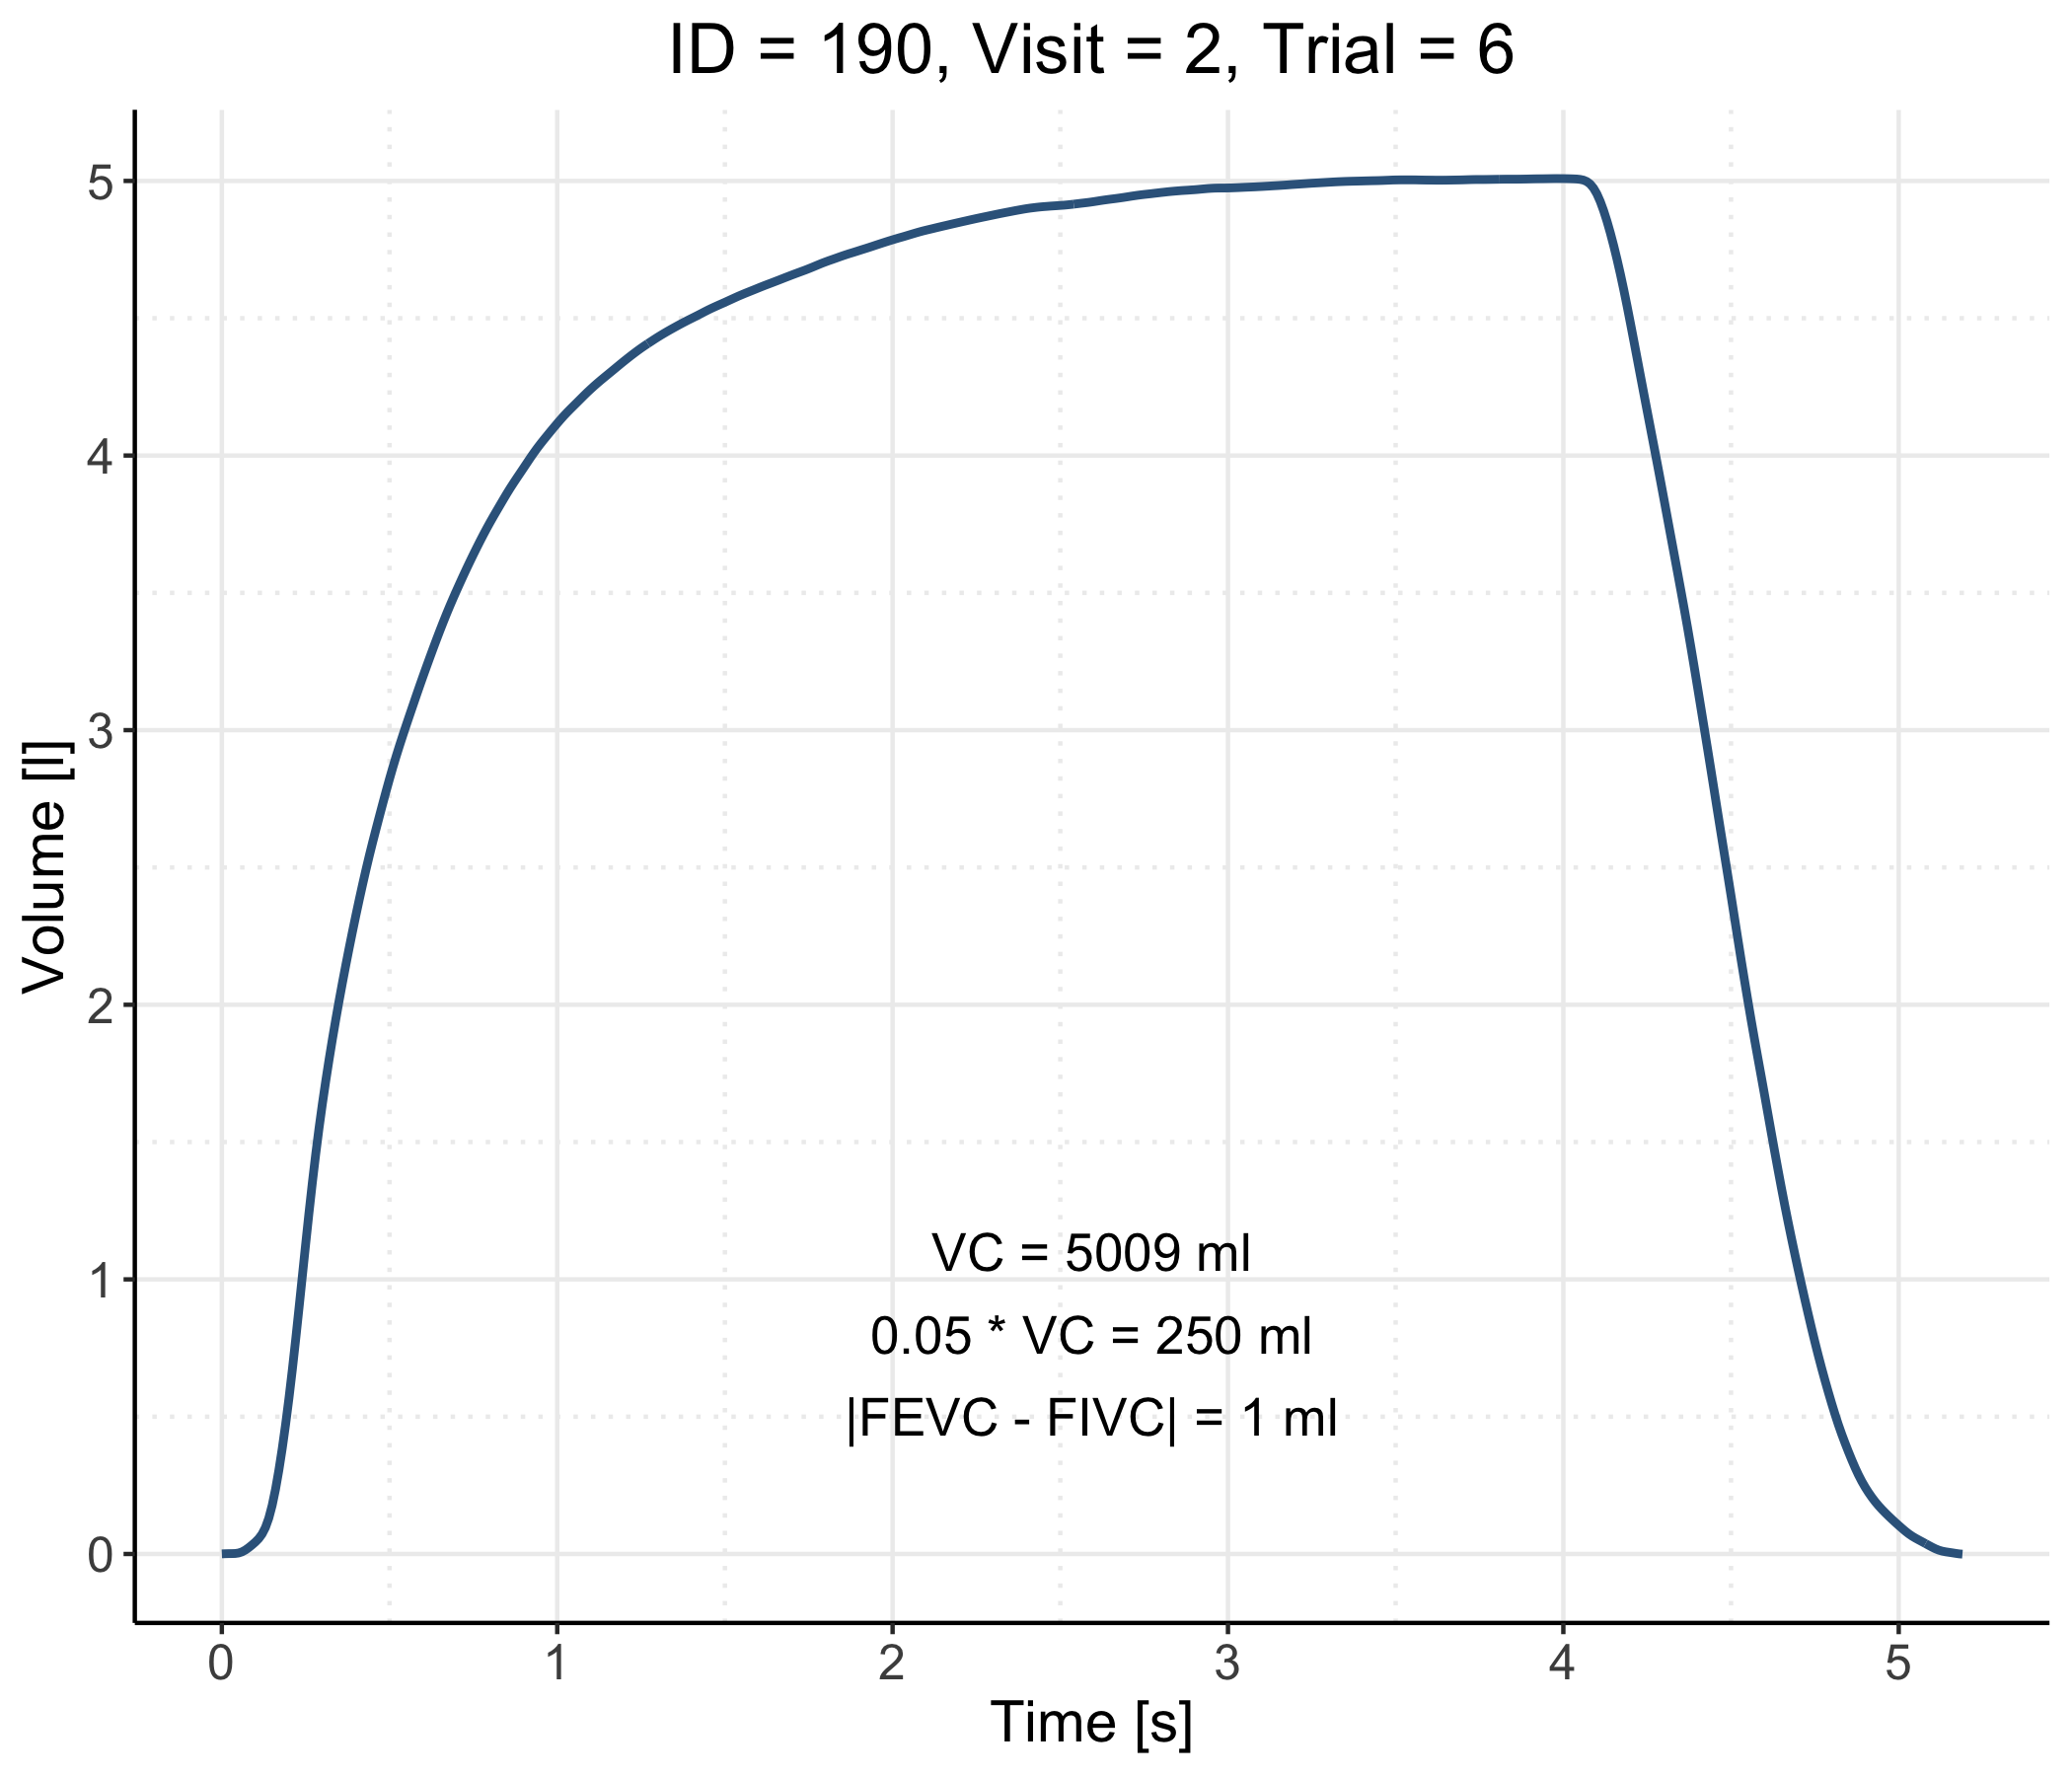 ID = 190, Visit = 2, Trial = 6
5
4
3
2
1
0
Volume [l]
VC = 5009 ml
0.05 * VC = 250 ml
|FEVC - FIVC| = 1 ml
0 1 2 3 4 5
Time [s]